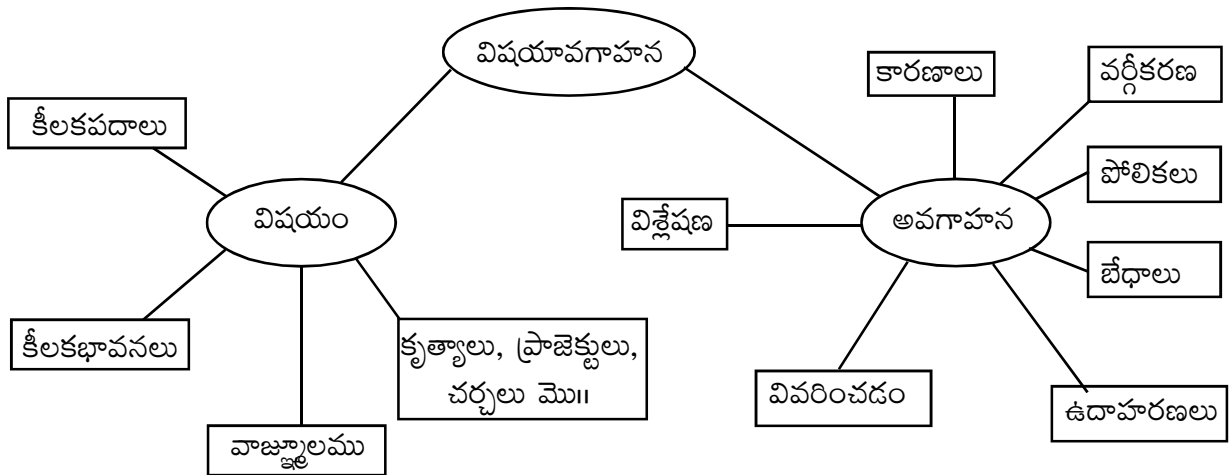 విషయావగాహన
కీలకపదాలు
విషయం
కీలకభావనలు
వాఙ్మూలము
కృత్యాలు, ప్రాజెక్టులు,
చర్చలు మొ॥
కారణాలు
వర్గీకరణ
పోలికలు
విశ్లేషణ
అవగాహన
బేధాలు
వివరించడం
ఉదాహరణలు